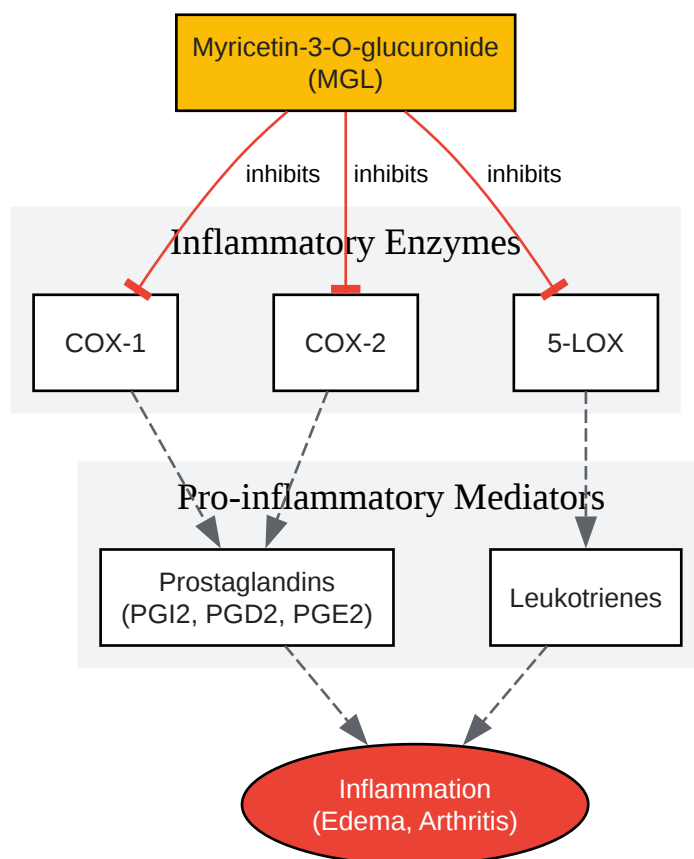 Myricetin-3-O-glucuronide
(MGL)
inhibits
inhibits
inhibits
Inflammatory Enzymes
COX-1
COX-2
5-LOX
Pro-inflammatory Mediators
Prostaglandins
(PGI2, PGD2, PGE2)
Leukotrienes
Inflammation
(Edema, Arthritis)